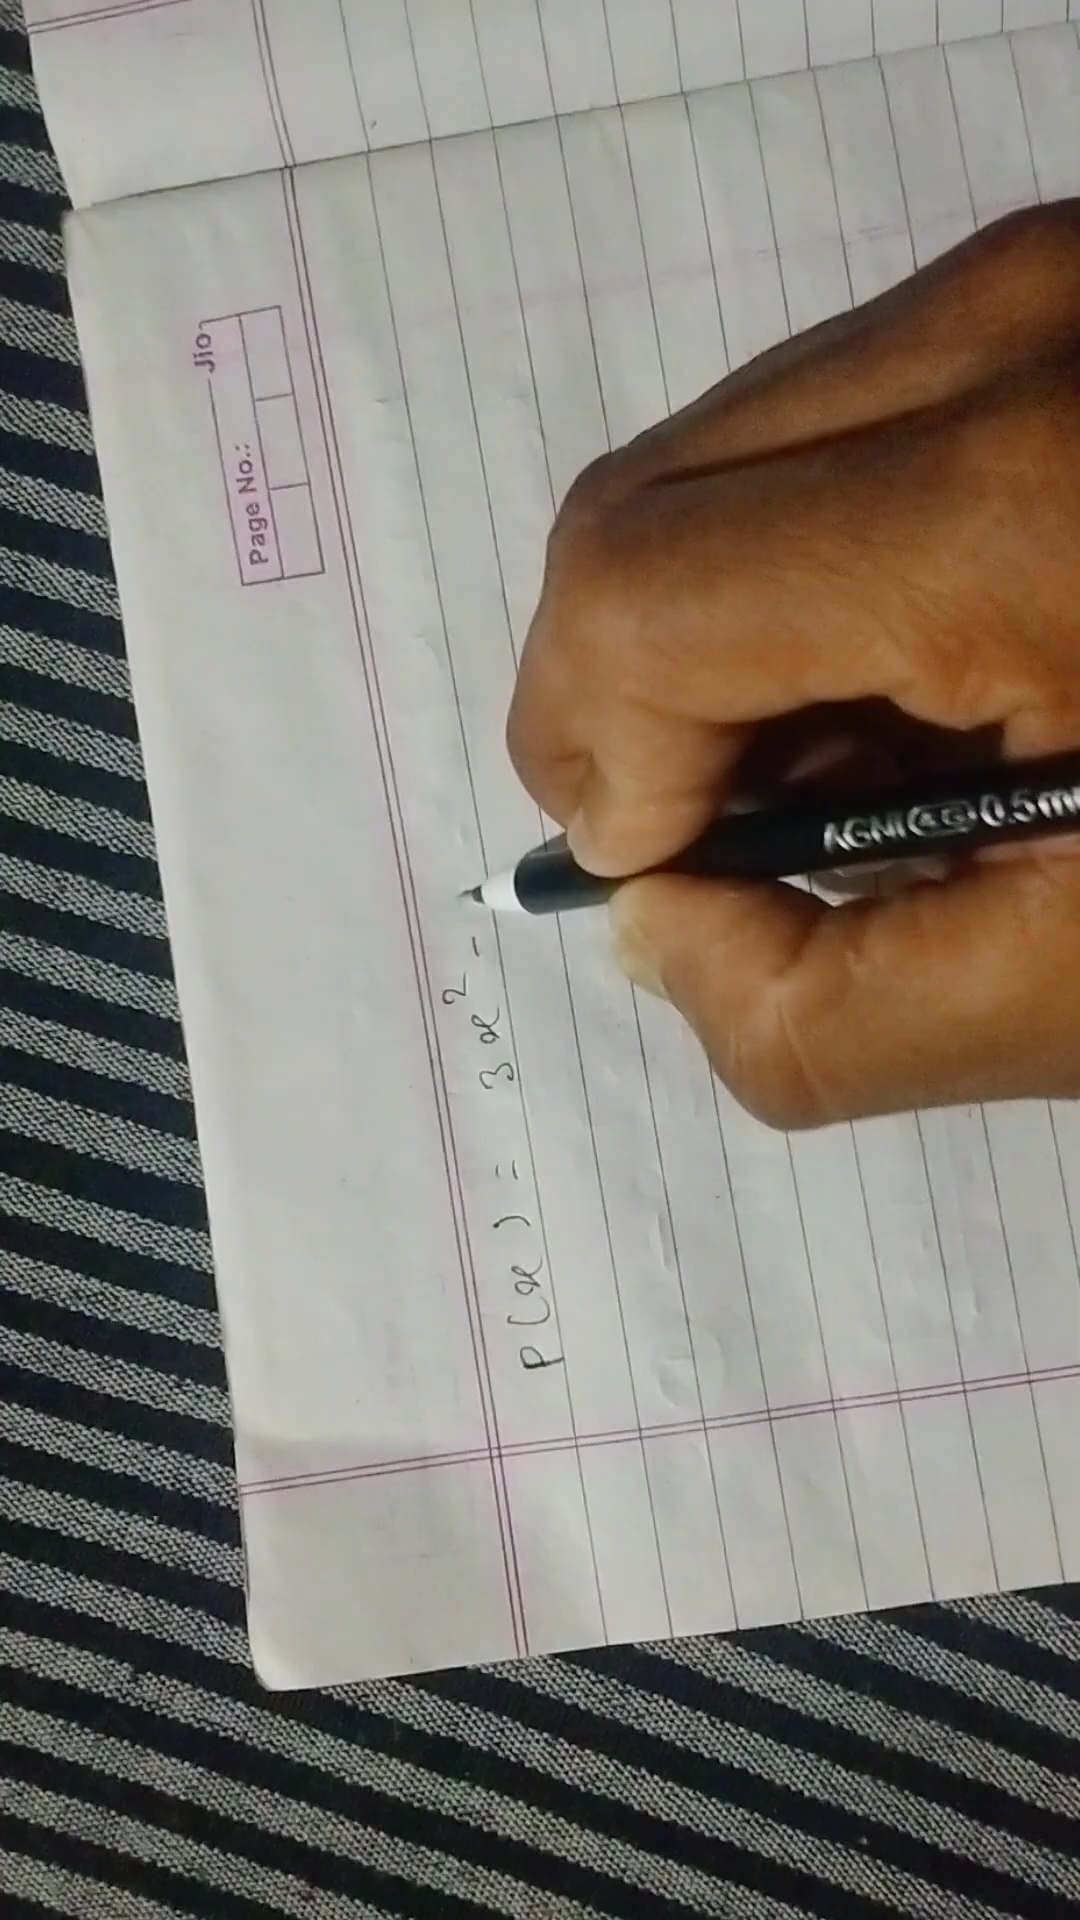 Jio
Page No.:
P(x) = 3x² -
AGNI 0.5m